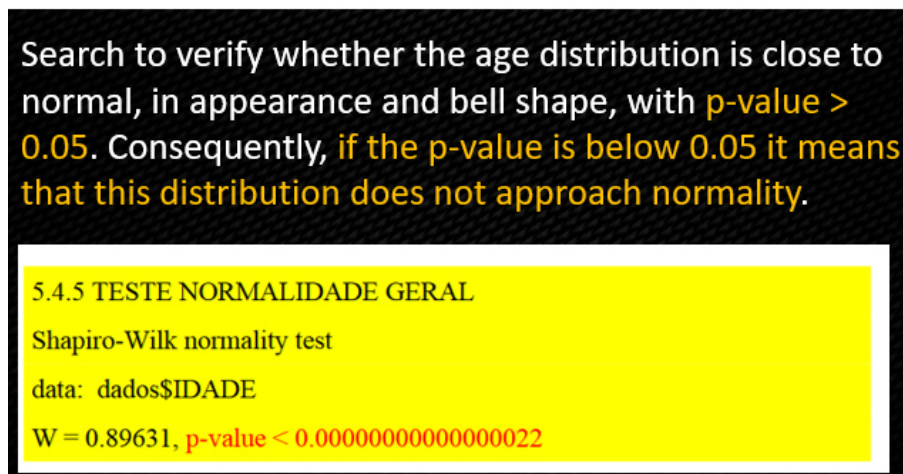 Search to verify whether the age distribution is close to
normal, in appearance and bell shape, with p-value >
0.05. Consequently, if the p-value is below 0.05 it means
that this distribution does not approach normality.
5.4.5 TESTE NORMALIDADE GERAL
Shapiro-Wilk normality test
data: dados$IDADE
W = 0.89631, p-value < 0.00000000000000022